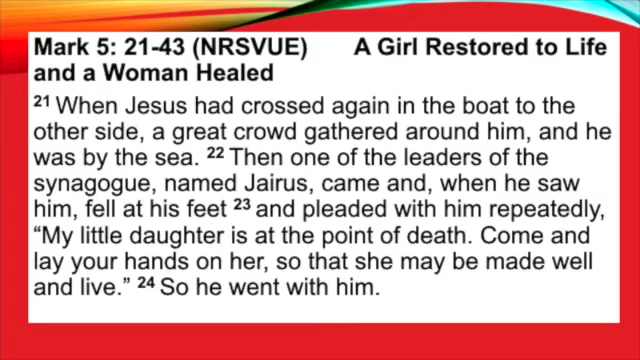 Mark 5: 21-43 (NRSVUE) A Girl Restored to Life
and a Woman Healed
21 When Jesus had crossed again in the boat to the
other side, a great crowd gathered around him, and he
was by the sea. 22 Then one of the leaders of the
synagogue, named Jairus, came and, when he saw
him, fell at his feet 23 and pleaded with him repeatedly,
“My little daughter is at the point of death. Come and
lay your hands on her, so that she may be made well
and live.” 24 So he went with him.